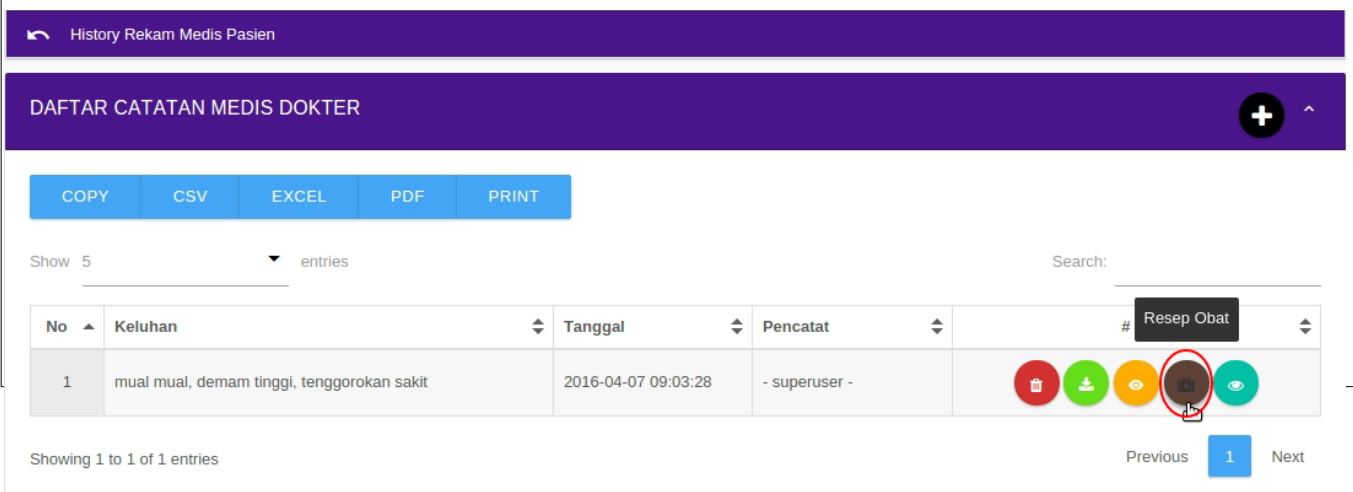 History Rekam Medis Pasien
DAFTAR CATATAN MEDIS DOKTER
COPY CSV EXCEL PDF PRINT
Show 5 entries Search:
Resep Obat
No Keluhan Tanggal Pencatat #
1 mual mual, demam tinggi, tenggorokan sakit 2016-04-07 09:03:28 - superuser -
Showing 1 to 1 of 1 entries Previous 1 Next